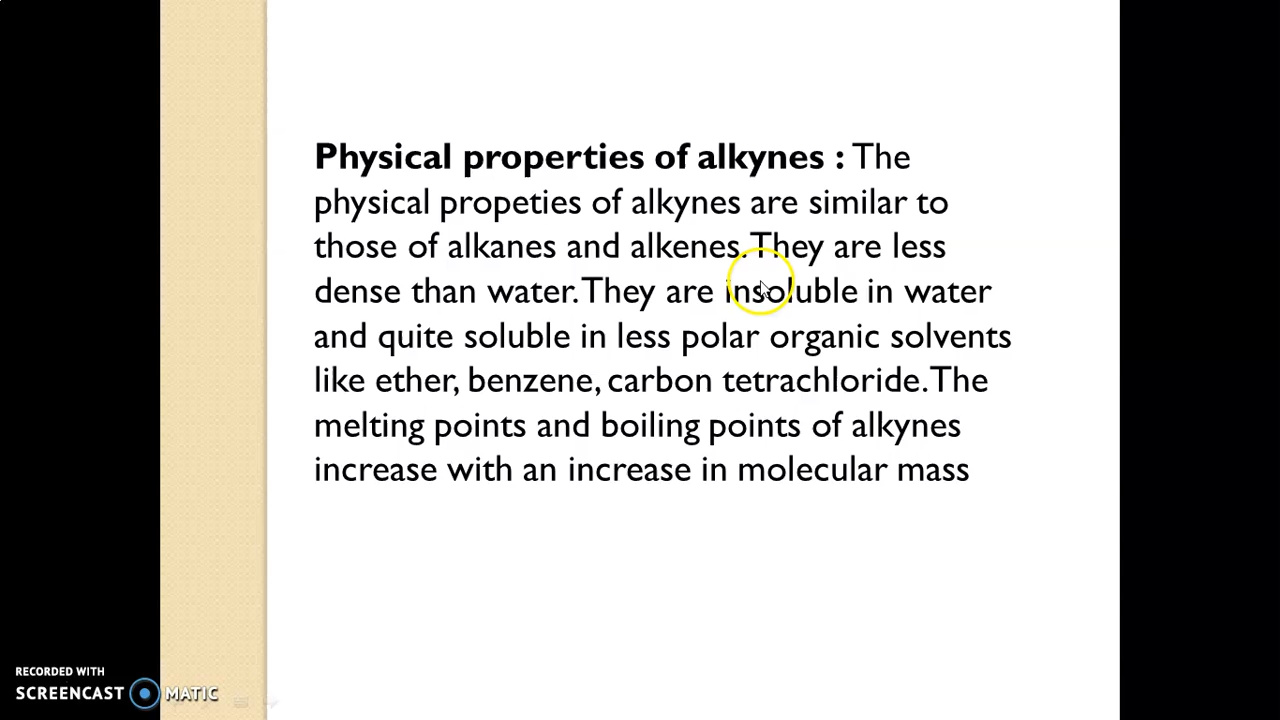 Physical properties of alkynes : The
physical propeties of alkynes are similar to
those of alkanes and alkenes. They are less
dense than water. They are insoluble in water
and quite soluble in less polar organic solvents
like ether, benzene, carbon tetrachloride. The
melting points and boiling points of alkynes
increase with an increase in molecular mass
RECORDED WITH
SCREENCAST MATIC